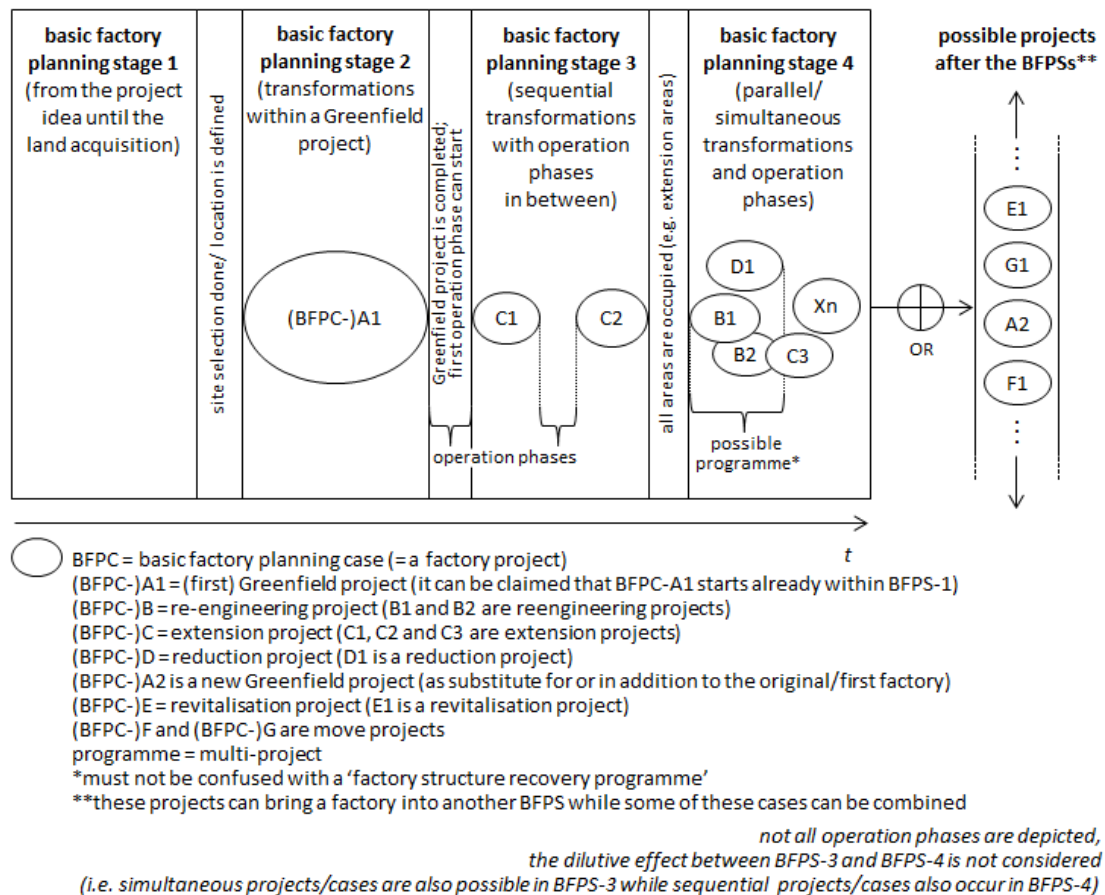 basic factory
planning stage 1
(from the project
idea until the
land acquisition)
site selection done/ location is defined
basic factory
planning stage 2
(transformations
within a Greenfield
project)
(BFPC-)A1
Greenfield project is completed;
first operation phase can start
basic factory
planning stage 3
(sequential
transformations
with operation
phases
in between)
C1
C2
operation phases
all areas are occupied (e.g. extension areas)
basic factory
planning stage 4
(parallel/
simultaneous
transformations
and operation
phases)
D1
B1
B2
C3
Xn
possible
programme*
OR
possible projects
after the BFPSs**
E1
G1
A2
F1
t
BFPC = basic factory planning case (= a factory project)
(BFPC-)A1 = (first) Greenfield project (it can be claimed that BFPC-A1 starts already within BFPS-1)
(BFPC-)B = re-engineering project (B1 and B2 are reengineering projects)
(BFPC-)C = extension project (C1, C2 and C3 are extension projects)
(BFPC-)D = reduction project (D1 is a reduction project)
(BFPC-)A2 is a new Greenfield project (as substitute for or in addition to the original/first factory)
(BFPC-)E = revitalisation project (E1 is a revitalisation project)
(BFPC-)F and (BFPC-)G are move projects
programme = multi-project
*must not be confused with a ‘factory structure recovery programme’
**these projects can bring a factory into another BFPS while some of these cases can be combined
not all operation phases are depicted,
the dilutive effect between BFPS-3 and BFPS-4 is not considered
(i.e. simultaneous projects/cases are also possible in BFPS-3 while sequential projects/cases also occur in BFPS-4)